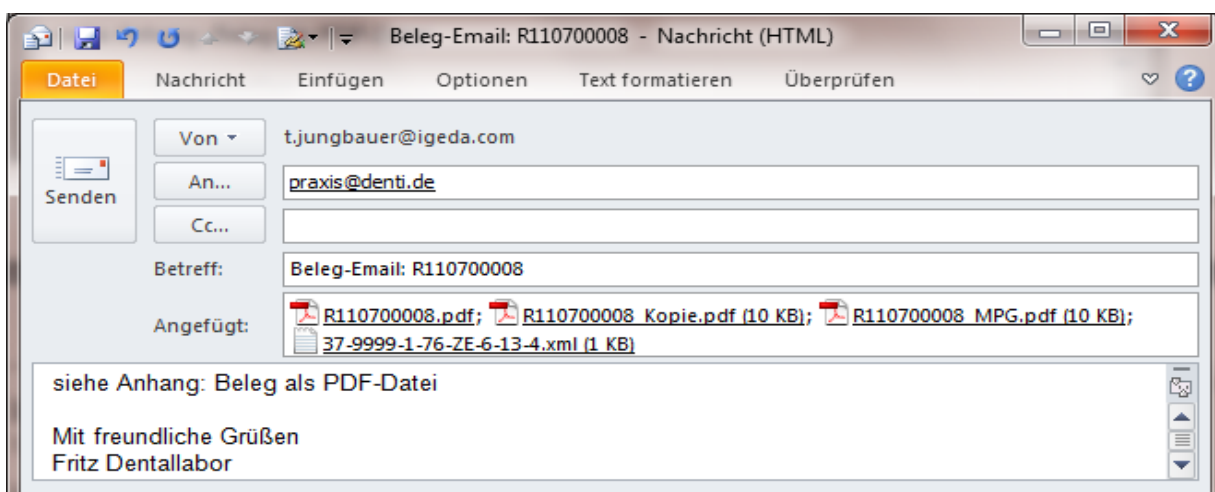 Beleg-Email: R110700008 - Nachricht (HTML)
Datei Nachricht Einfügen Optionen Text formatieren Überprüfen
Senden
Von t.jungbauer@igeda.com
An... praxis@denti.de
Cc...
Betreff: Beleg-Email: R110700008
Angefügt: R110700008.pdf; R110700008_Kopie.pdf (10 KB); R110700008_MPG.pdf (10 KB);
37-9999-1-76-ZE-6-13-4.xml (1 KB)
siehe Anhang: Beleg als PDF-Datei
Mit freundliche Grüßen
Fritz Dentallabor